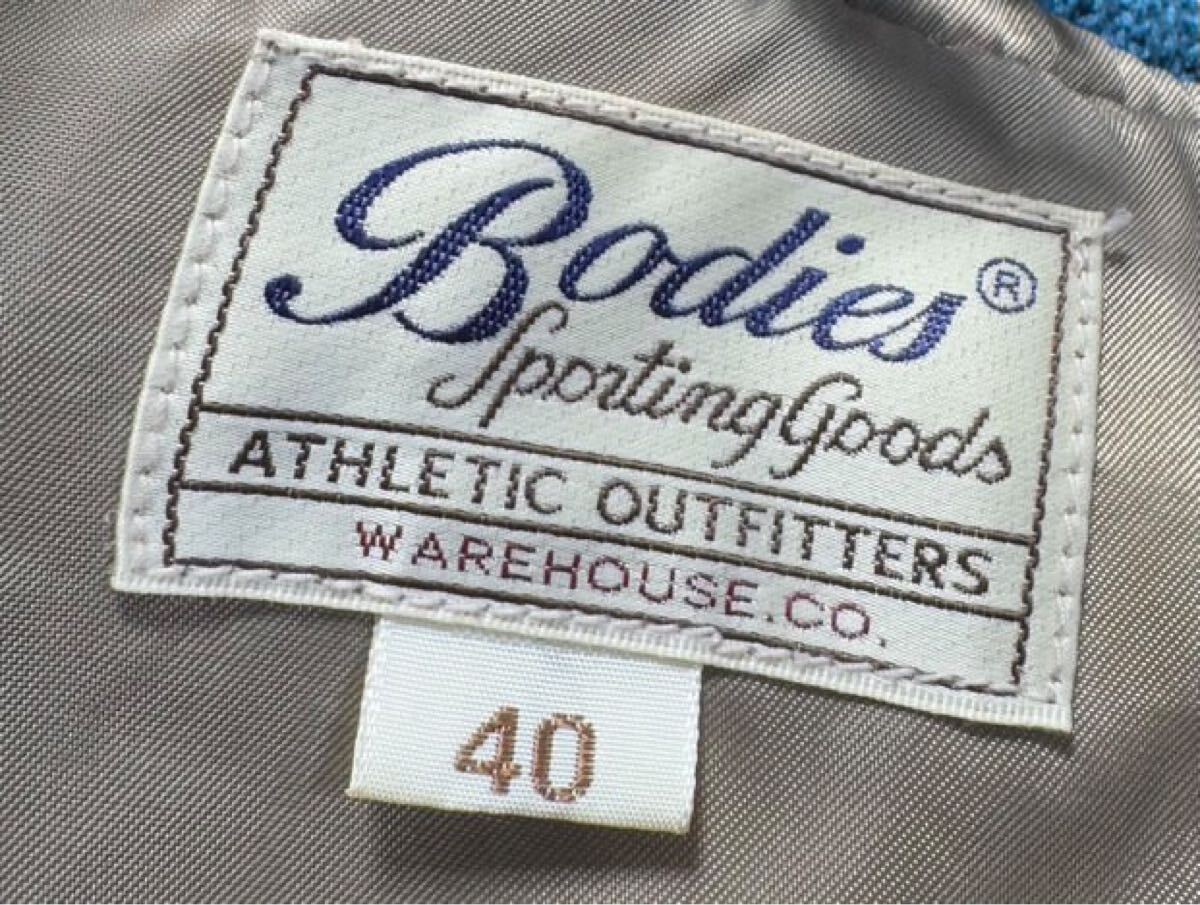 Bodies®
Sporting Goods
ATHLETIC OUTFITTERS
WAREHOUSE.CO.
40